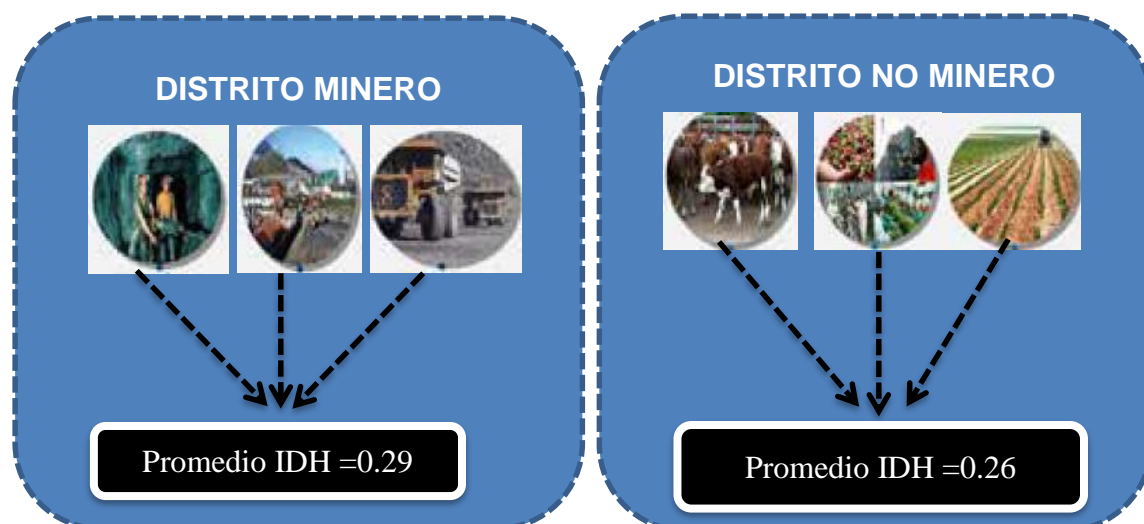 DISTRITO MINERO
Promedio IDH =0.29
DISTRITO NO MINERO
Promedio IDH =0.26